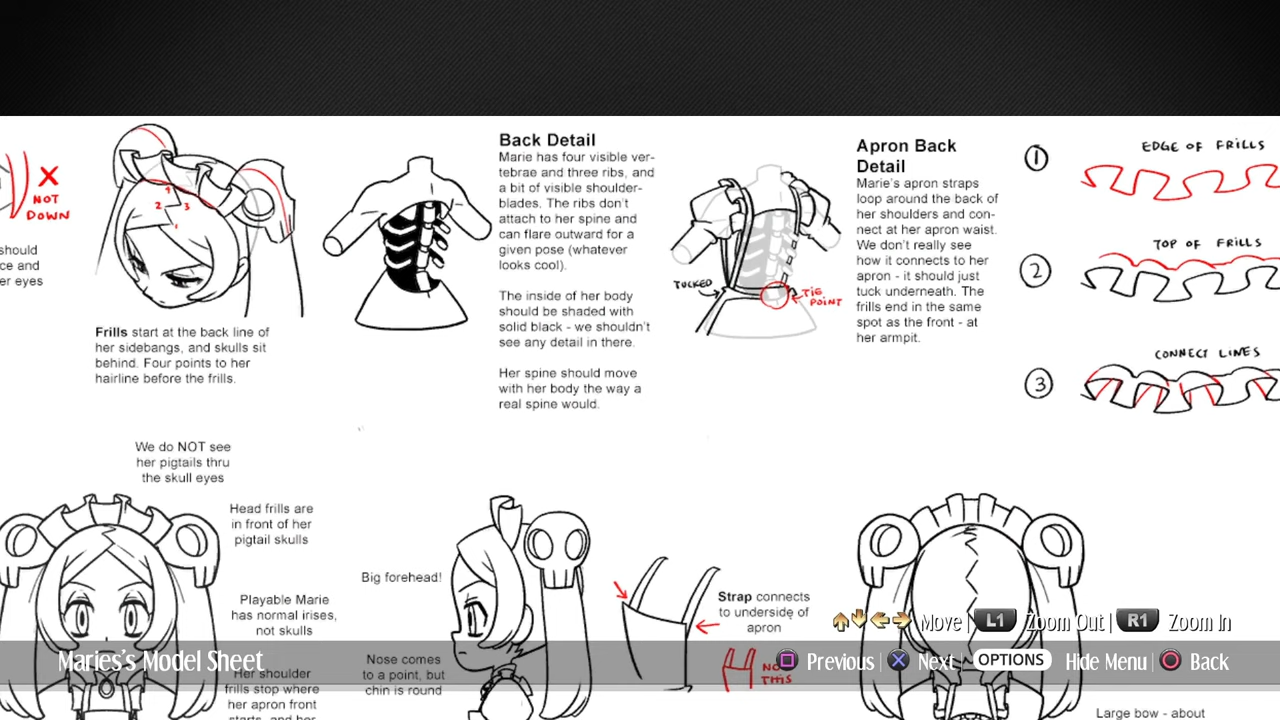 X
NOT
DOWN
should
ce and
er eyes
4
2
3
1
Frills start at the back line of
her sidebangs, and skulls sit
behind. Four points to her
hairline before the frills.
Back Detail
Marie has four visible ver-
tebrae and three ribs, and
a bit of visible shoulder-
blades. The ribs don't
attach to her spine and
can flare outward for a
given pose (whatever
looks cool).
The inside of her body
should be shaded with
solid black - we shouldn't
see any detail in there.
Her spine should move
with her body the way a
real spine would.
TUCKED
TIE
POINT
Apron Back
Detail
Marie's apron straps
loop around the back of
her shoulders and con-
nect at her apron waist.
We don't really see
how it connects to her
apron - it should just
tuck underneath. The
frills end in the same
spot as the front - at
her armpit.
1
EDGE OF FRILLS
2
TOP OF FRILLS
3
CONNECT LINES
We do NOT see
her pigtails thru
the skull eyes
Head frills are
in front of her
pigtail skulls
Playable Marie
has normal irises,
not skulls
Her shoulder
frills stop where
her apron front
starts, and her
Big forehead!
Nose comes
to a point, but
chin is round
Strap connects
to underside of
apron
NOT
THIS
Large bow - about
Move | L1 Zoom Out | R1 Zoom In
Maries's Model Sheet
Previous | Next | OPTIONS Hide Menu | Back